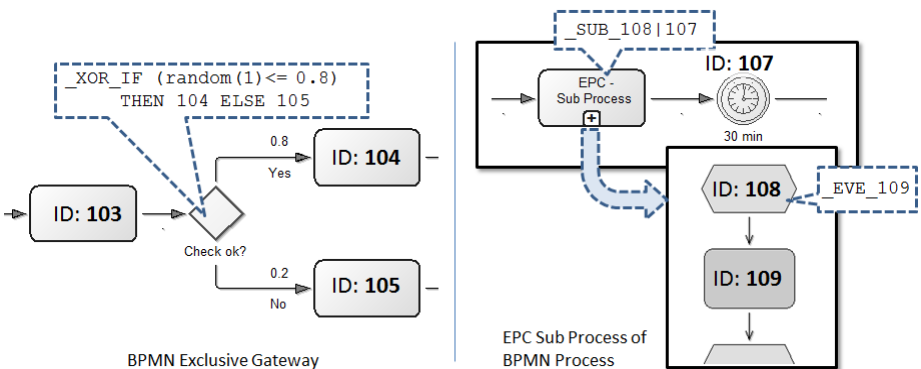 _XOR_IF (random(1)<= 0.8)
THEN 104 ELSE 105
ID: 103
Check ok?
0.8
Yes
ID: 104
0.2
No
ID: 105
BPMN Exclusive Gateway
_SUB_108|107
EPC -
Sub Process
ID: 107
30 min
ID: 108
_EVE_109
ID: 109
EPC Sub Process of
BPMN Process